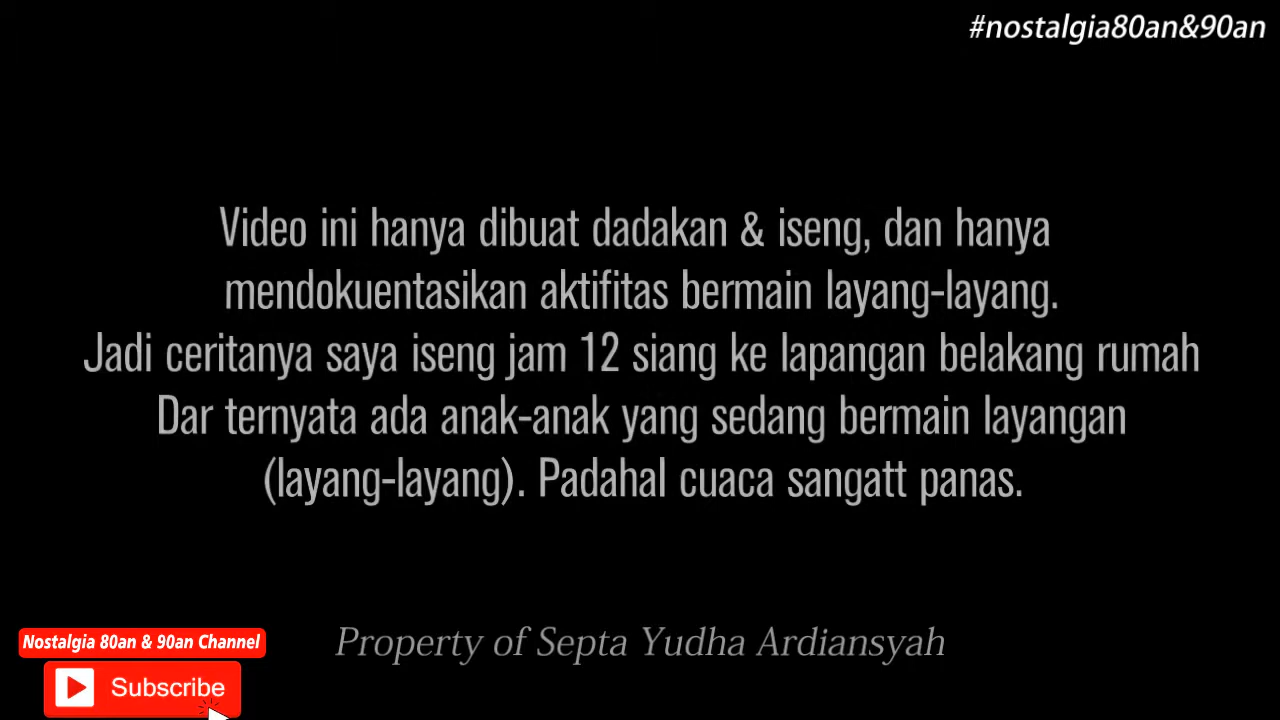 #nostalgia80an&90an
Video ini hanya dibuat dadakan & iseng, dan hanya
mendokuentasikan aktifitas bermain layang-layang.
Jadi ceritanya saya iseng jam 12 siang ke lapangan belakang rumah
Dar ternyata ada anak-anak yang sedang bermain layangan
(layang-layang). Padahal cuaca sangatt panas.
Property of Septa Yudha Ardiansyah
Nostalgia 80an & 90an Channel
Subscribe